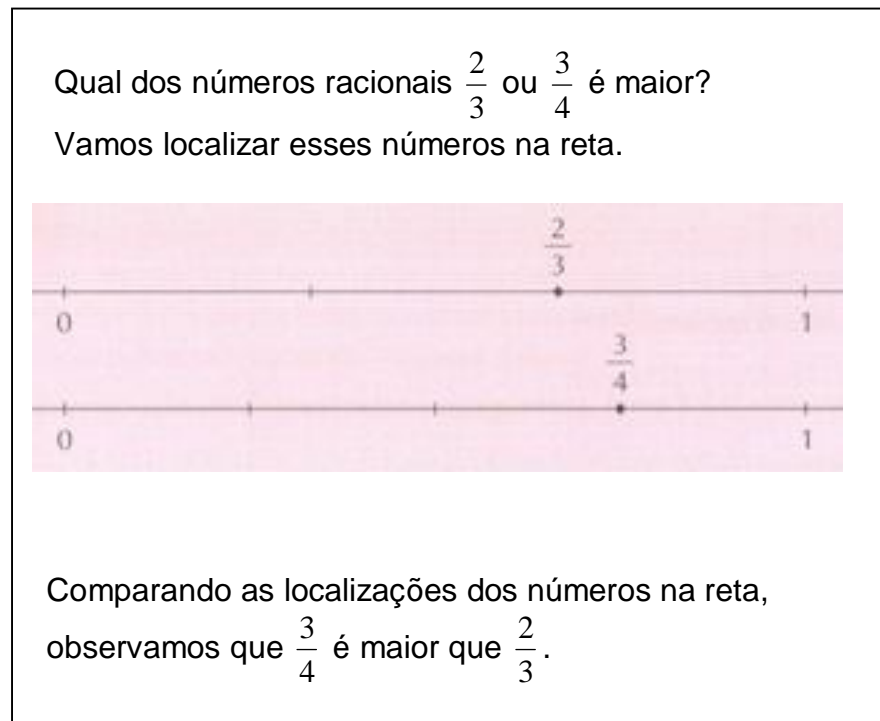 Qual dos números racionais 2/3 ou 3/4 é maior?
Vamos localizar esses números na reta.
2/3
0 1
3/4
0 1
Comparando as localizações dos números na reta,
observamos que 3/4 é maior que 2/3.